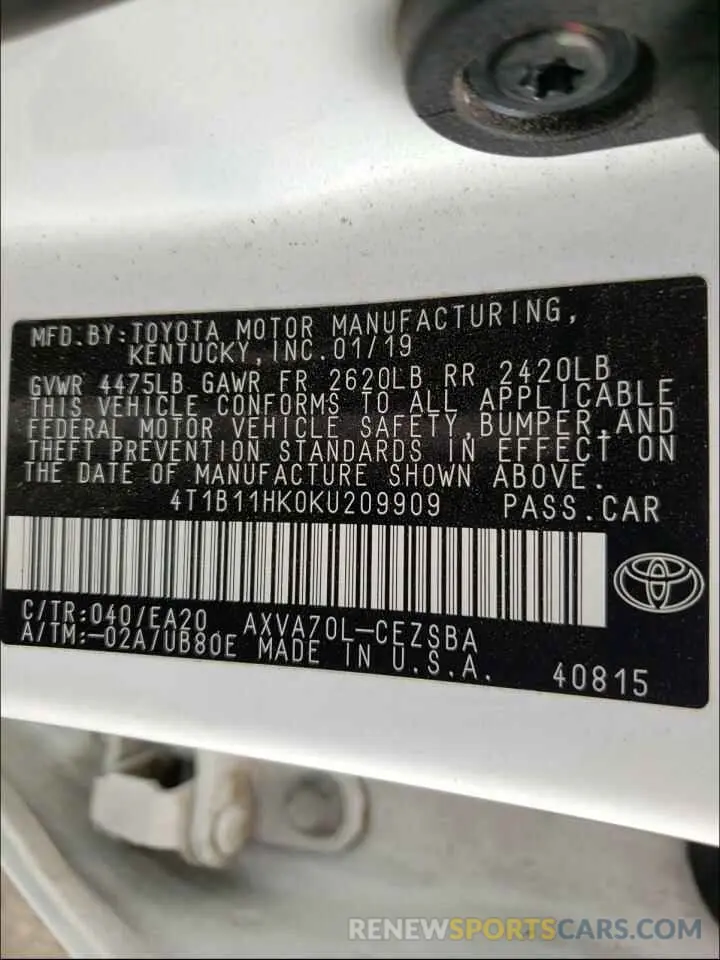 MFD.BY:TOYOTA MOTOR MANUFACTURING,
KENTUCKY,INC.01/19
GVWR 4475LB GAWR FR 2620LB RR 2420LB
THIS VEHICLE CONFORMS TO ALL APPLICABLE
FEDERAL MOTOR VEHICLE SAFETY,BUMPER,AND
THEFT PREVENTION STANDARDS IN EFFECT ON
THE DATE OF MANUFACTURE SHOWN ABOVE.
4T1B11HK0KU209909 PASS.CAR
C/TR:040/EA20 AXVA70L-CEZSBA
A/TM:-02A/UB80E MADE IN U.S.A. 40815
RENEWSPORTSCARS.COM